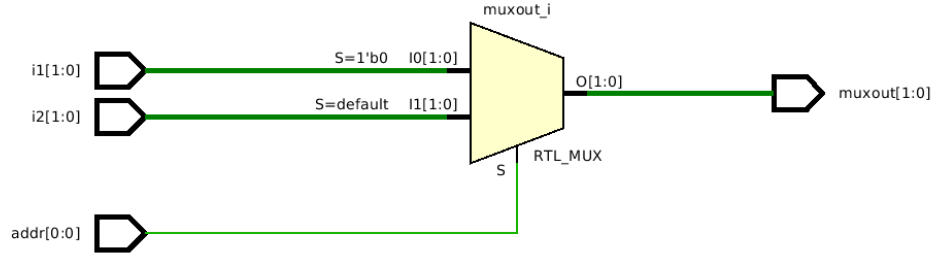 muxout_i
i1[1:0] S=1'b0 I0[1:0]
O[1:0] muxout[1:0]
i2[1:0] S=default I1[1:0]
S RTL_MUX
addr[0:0]